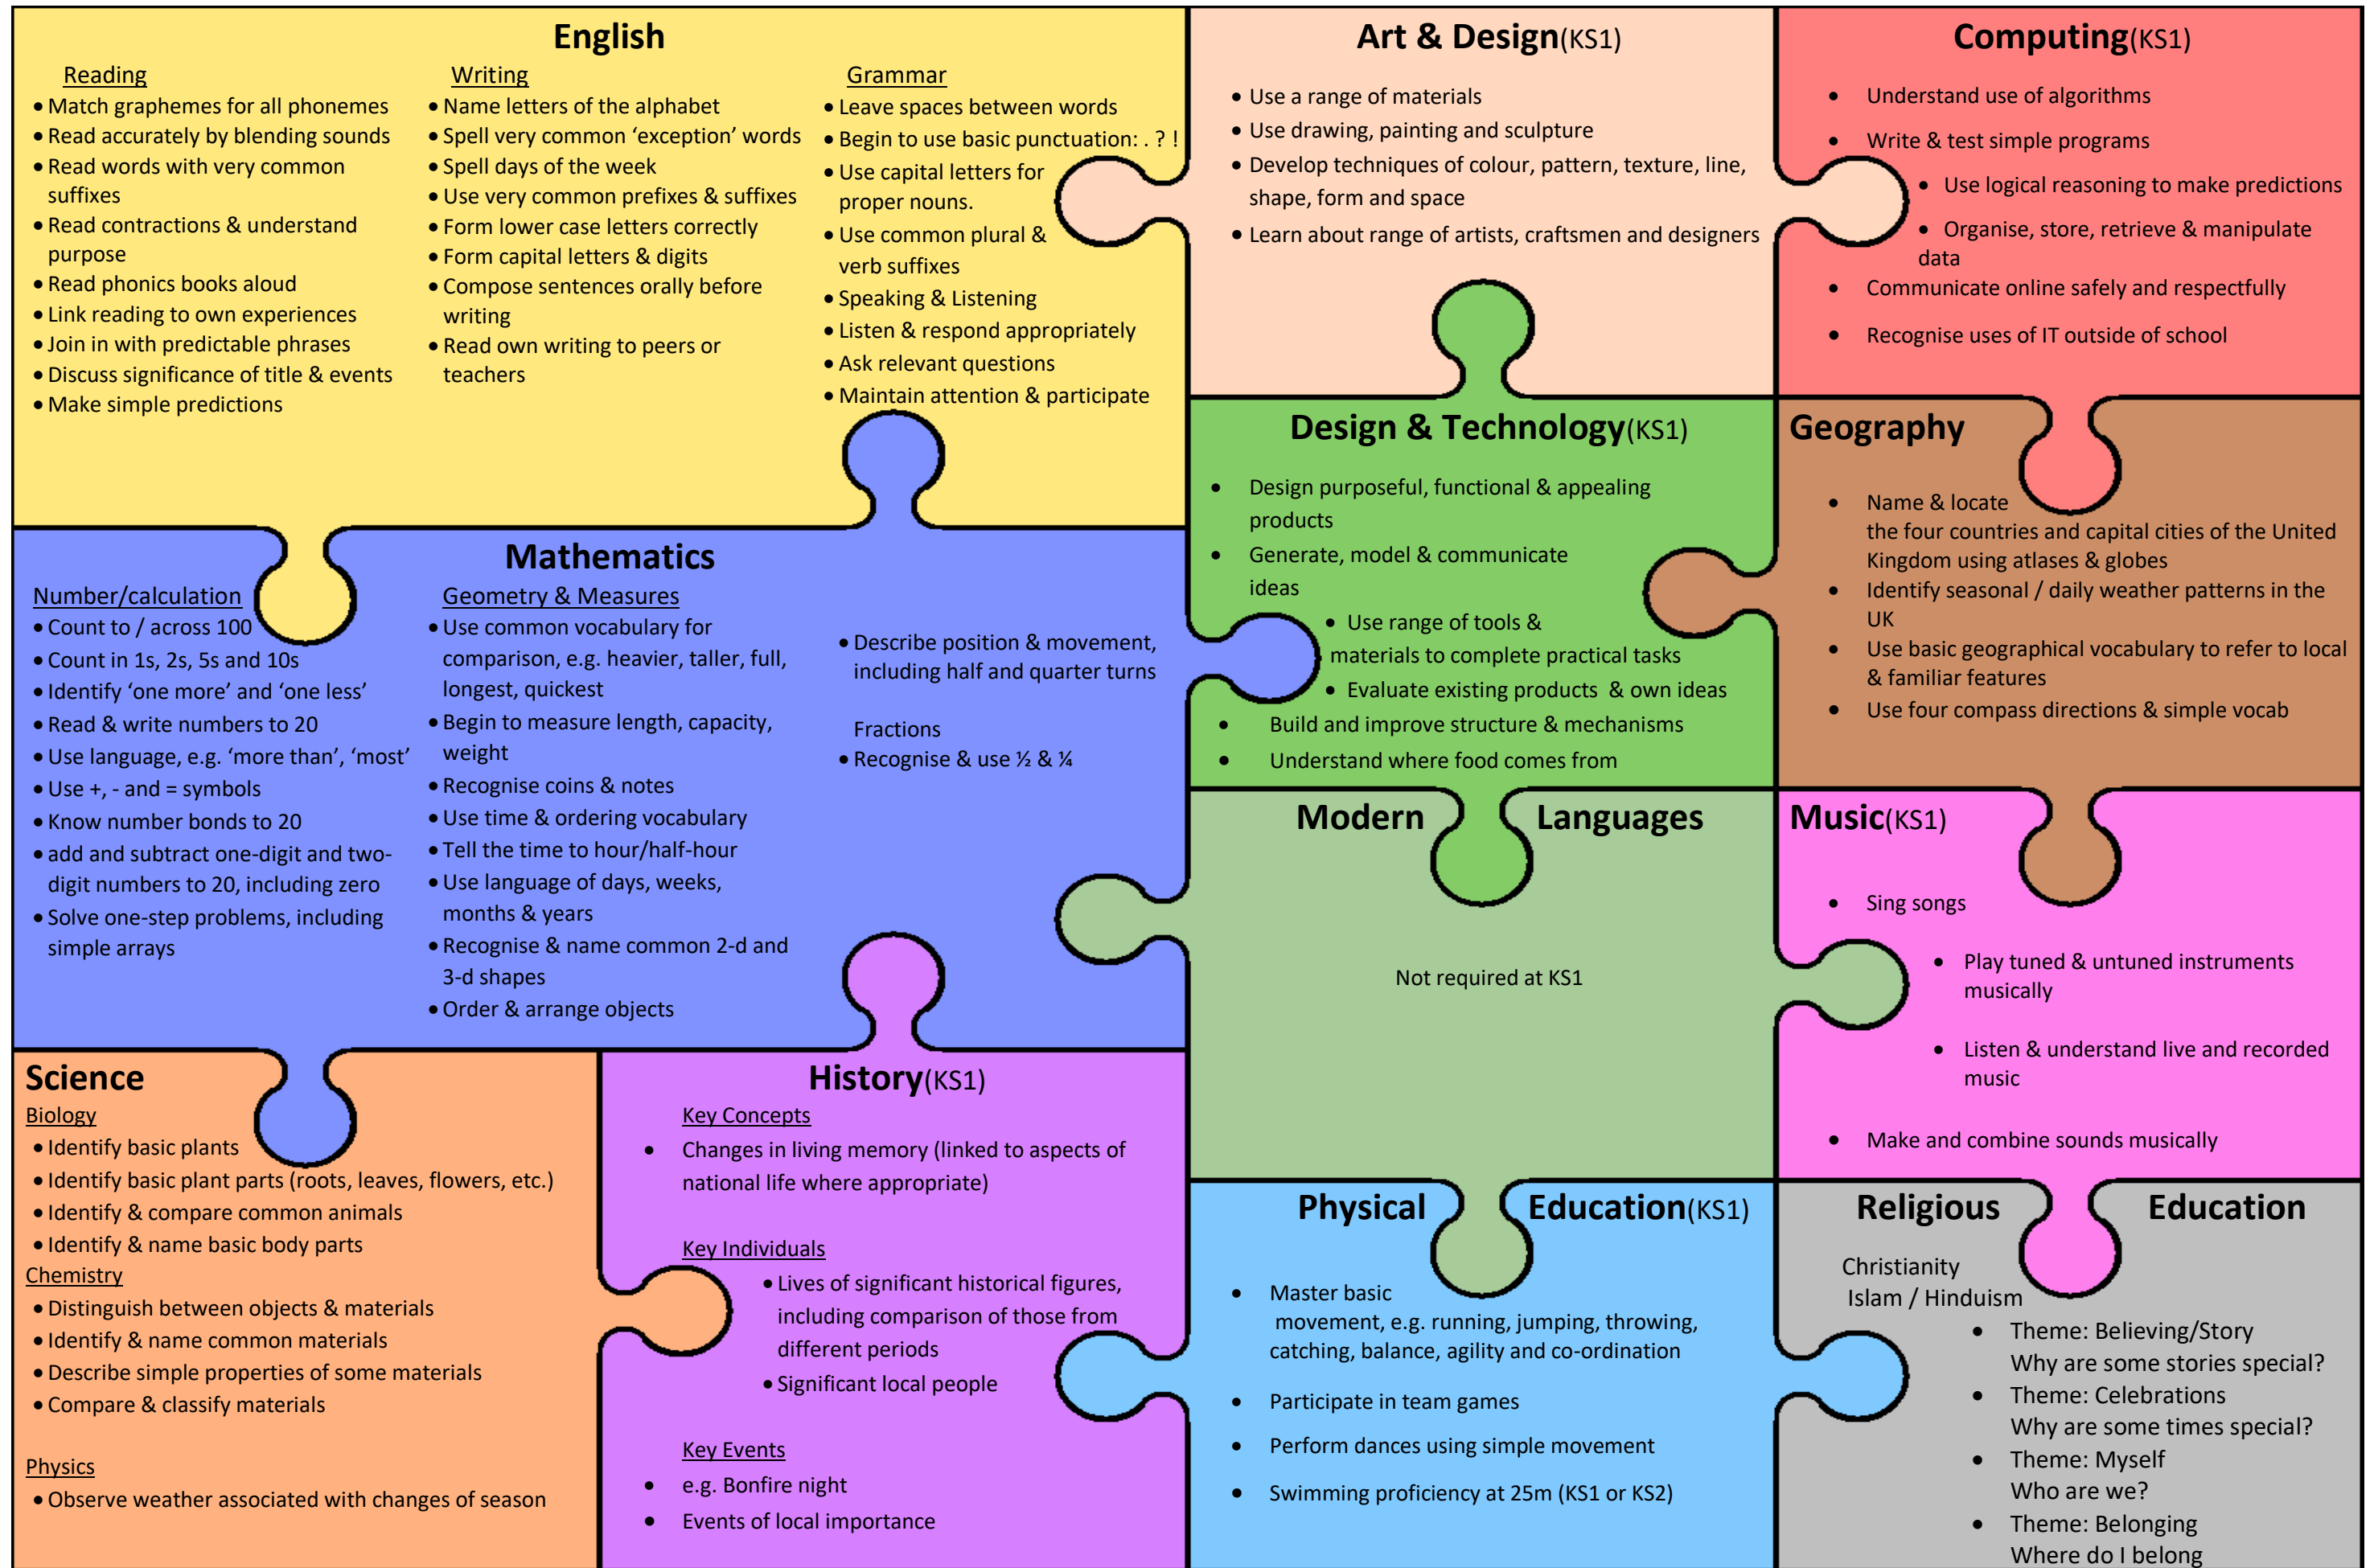 English
Reading
• Match graphemes for all phonemes
• Read accurately by blending sounds
• Read words with very common
suffixes
• Read contractions & understand
purpose
• Read phonics books aloud
• Link reading to own experiences
• Join in with predictable phrases
• Discuss significance of title & events
• Make simple predictions
Writing
• Name letters of the alphabet
• Spell very common ‘exception’ words
• Spell days of the week
• Use very common prefixes & suffixes
• Form lower case letters correctly
• Form capital letters & digits
• Compose sentences orally before
writing
• Read own writing to peers or
teachers
Grammar
• Leave spaces between words
• Begin to use basic punctuation: . ? !
• Use capital letters for
proper nouns.
• Use common plural &
verb suffixes
• Speaking & Listening
• Listen & respond appropriately
• Ask relevant questions
• Maintain attention & participate
Art & Design(KS1)
• Use a range of materials
• Use drawing, painting and sculpture
• Develop techniques of colour, pattern, texture, line,
shape, form and space
• Learn about range of artists, craftsmen and designers
Computing(KS1)
• Understand use of algorithms
• Write & test simple programs
• Use logical reasoning to make predictions
• Organise, store, retrieve & manipulate
data
• Communicate online safely and respectfully
• Recognise uses of IT outside of school
Mathematics
Number/calculation
• Count to / across 100
• Count in 1s, 2s, 5s and 10s
• Identify ‘one more’ and ‘one less’
• Read & write numbers to 20
• Use language, e.g. ‘more than’, ‘most’
• Use +, - and = symbols
• Know number bonds to 20
• add and subtract one-digit and two-
digit numbers to 20, including zero
• Solve one-step problems, including
simple arrays
Geometry & Measures
• Use common vocabulary for
comparison, e.g. heavier, taller, full,
longest, quickest
• Begin to measure length, capacity,
weight
• Recognise coins & notes
• Use time & ordering vocabulary
• Tell the time to hour/half-hour
• Use language of days, weeks,
months & years
• Recognise & name common 2-d and
3-d shapes
• Order & arrange objects
• Describe position & movement,
including half and quarter turns
Fractions
• Recognise & use ½ & ¼
Design & Technology(KS1)
• Design purposeful, functional & appealing
products
• Generate, model & communicate
ideas
• Use range of tools &
materials to complete practical tasks
• Evaluate existing products & own ideas
• Build and improve structure & mechanisms
• Understand where food comes from
Geography
• Name & locate
the four countries and capital cities of the United
Kingdom using atlases & globes
• Identify seasonal / daily weather patterns in the
UK
• Use basic geographical vocabulary to refer to local
& familiar features
• Use four compass directions & simple vocab
Modern Languages
Not required at KS1
Music(KS1)
• Sing songs
• Play tuned & untuned instruments
musically
• Listen & understand live and recorded
music
• Make and combine sounds musically
Science
Biology
• Identify basic plants
• Identify basic plant parts (roots, leaves, flowers, etc.)
• Identify & compare common animals
• Identify & name basic body parts
Chemistry
• Distinguish between objects & materials
• Identify & name common materials
• Describe simple properties of some materials
• Compare & classify materials
Physics
• Observe weather associated with changes of season
History(KS1)
Key Concepts
• Changes in living memory (linked to aspects of
national life where appropriate)
Key Individuals
• Lives of significant historical figures,
including comparison of those from
different periods
• Significant local people
Key Events
• e.g. Bonfire night
• Events of local importance
Physical Education(KS1)
• Master basic
movement, e.g. running, jumping, throwing,
catching, balance, agility and co-ordination
• Participate in team games
• Perform dances using simple movement
• Swimming proficiency at 25m (KS1 or KS2)
Religious Education
Christianity
Islam / Hinduism
• Theme: Believing/Story
Why are some stories special?
• Theme: Celebrations
Why are some times special?
• Theme: Myself
Who are we?
• Theme: Belonging
Where do I belong